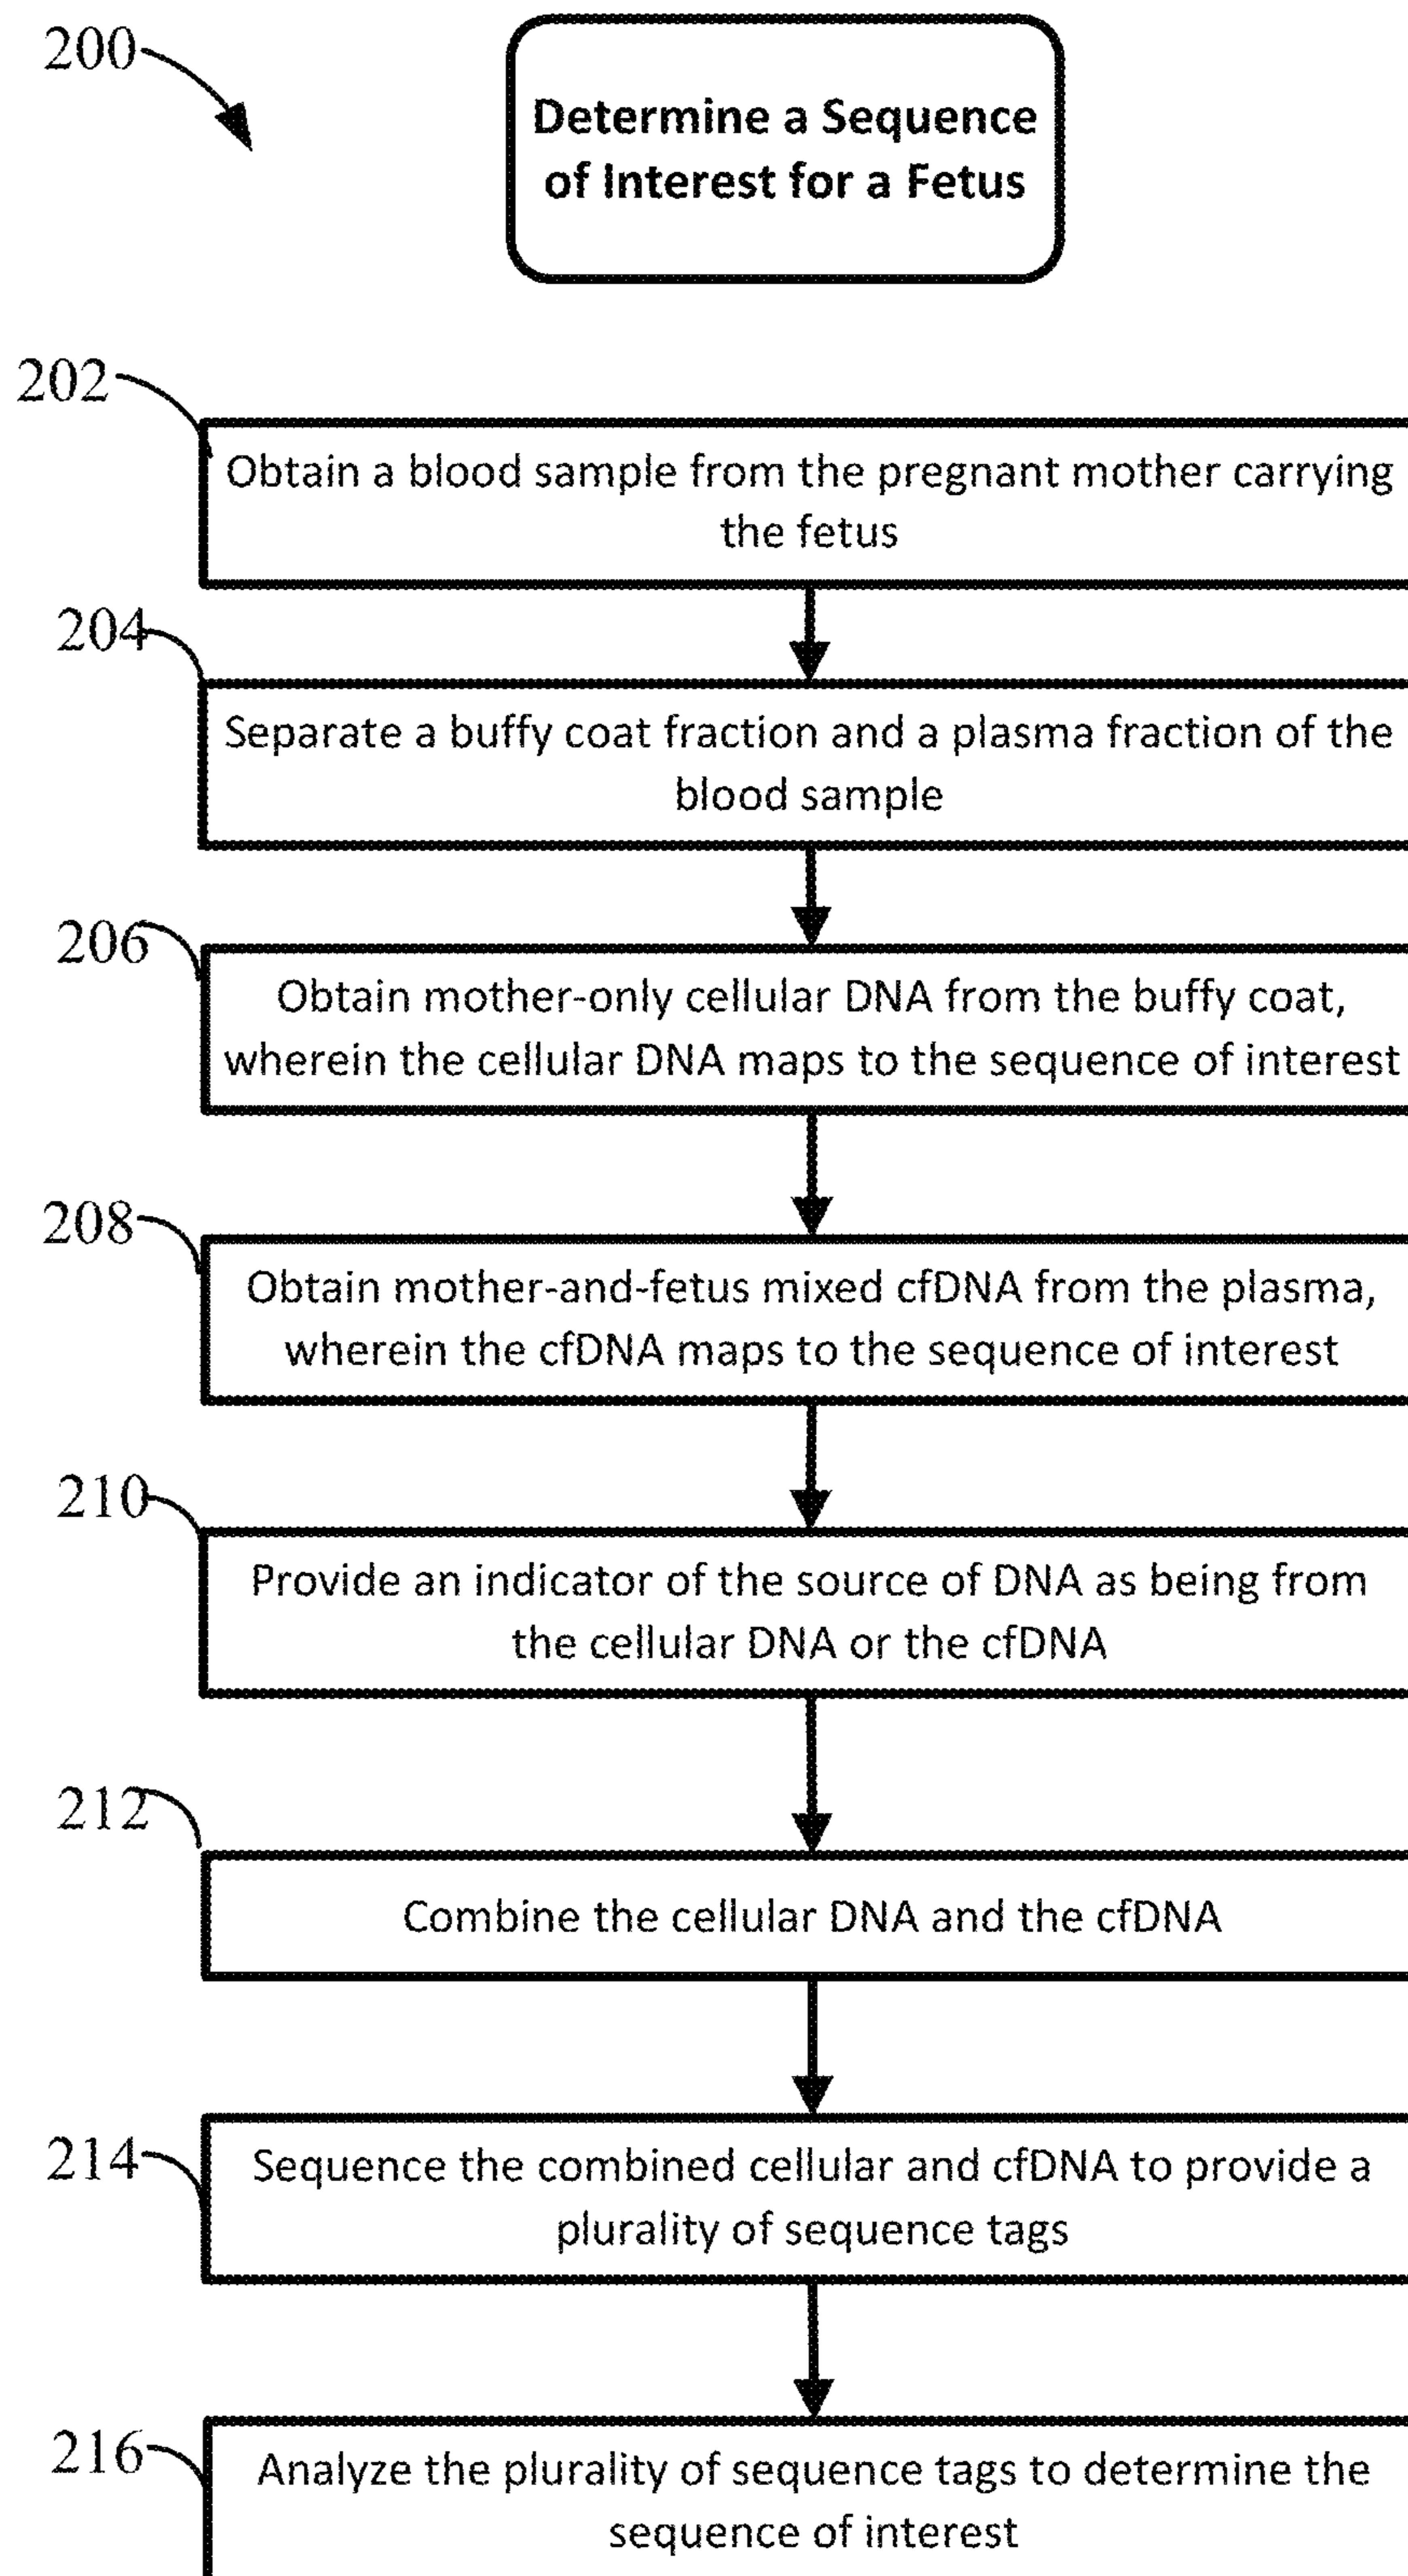 200
Determine a Sequence
of Interest for a Fetus
202
Obtain a blood sample from the pregnant mother carrying
the fetus
204
Separate a buffy coat fraction and a plasma fraction of the
blood sample
206
Obtain mother-only cellular DNA from the buffy coat,
wherein the cellular DNA maps to the sequence of interest
208
Obtain mother-and-fetus mixed cfDNA from the plasma,
wherein the cfDNA maps to the sequence of interest
210
Provide an indicator of the source of DNA as being from
the cellular DNA or the cfDNA
212
Combine the cellular DNA and the cfDNA
214
Sequence the combined cellular and cfDNA to provide a
plurality of sequence tags
216
Analyze the plurality of sequence tags to determine the
sequence of interest